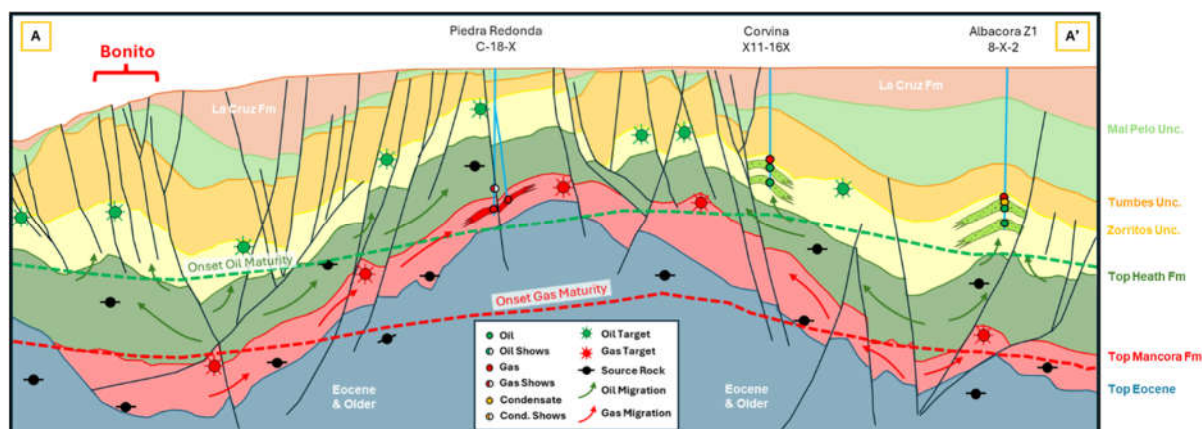 A
Bonito
Piedra Redonda
C-18-X
Corvina
X11-16X
Albacora Z1
8-X-2
A'
La Cruz Fm
La Cruz Fm
Mal Pelo Unc.
Tumbes Unc.
Zorritos Unc.
Onset Oil Maturity
Top Heath Fm
Onset Gas Maturity
Top Mancora Fm
Top Eocene
Eocene
& Older
Eocene
& Older
Oil
Oil Shows
Gas
Gas Shows
Condensate
Cond. Shows
Oil Target
Gas Target
Source Rock
Oil Migration
Gas Migration